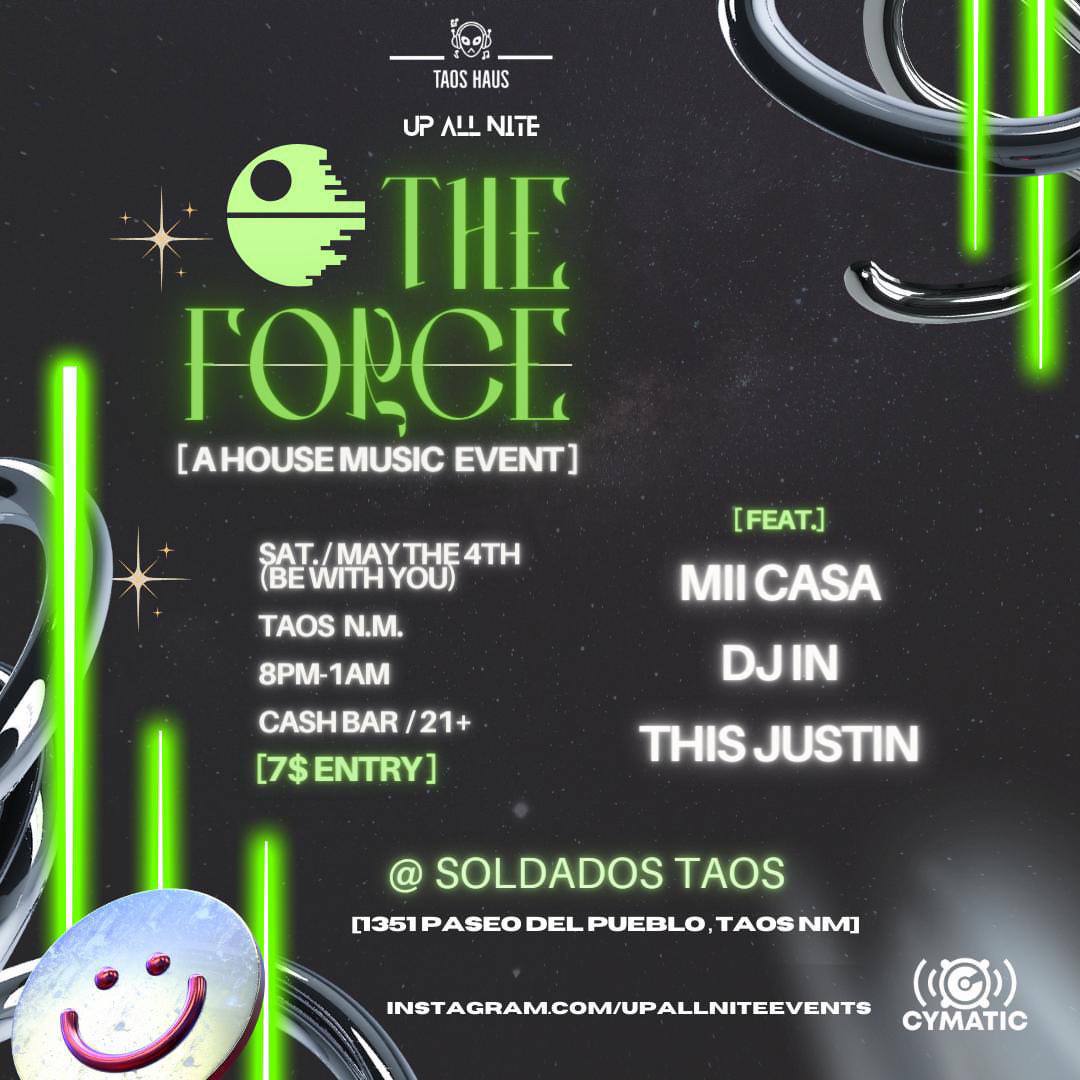 TAOS HAUS
UP ALL NITE
THE
FORCE
[A HOUSE MUSIC EVENT]
SAT. / MAY THE 4TH
(BE WITH YOU)
TAOS N.M.
8PM-1AM
CASH BAR / 21+
[7$ ENTRY]
[FEAT.]
MII CASA
DJ IN
THIS JUSTIN
@ SOLDADOS TAOS
[1351 PASEO DEL PUEBLO, TAOS NM]
INSTAGRAM.COM/UPALLNITEEVENTS
CYMATIC